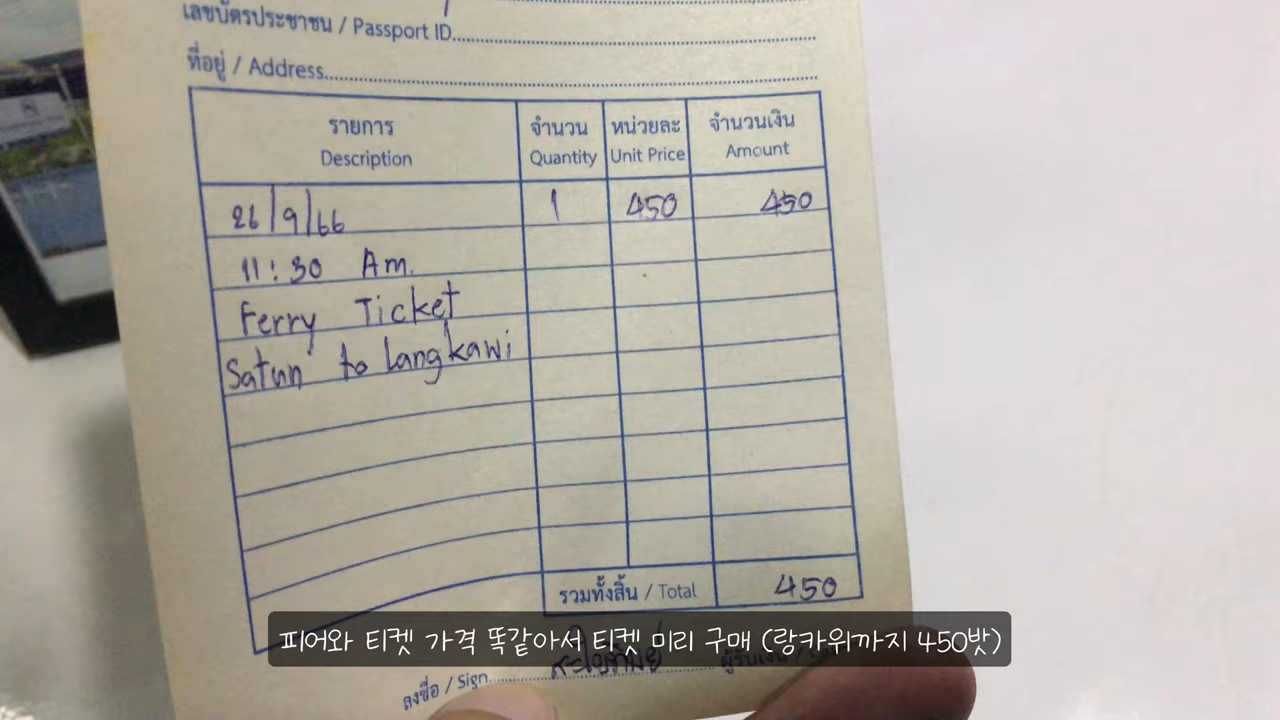 เลขบัตรประชาชน / Passport ID
ที่อยู่ / Address
รายการ จำนวน หน่วยละ จำนวนเงิน
Description Quantity Unit Price Amount
26/9/66 1 450 450
11:30 Am.
Ferry Ticket
Satun to Langkawi
รวมทั้งสิ้น / Total 450
피어와 티켓 가격 똑같아서 티켓 미리 구매 (랑카위까지 450밧)
ลงชื่อ / Sign